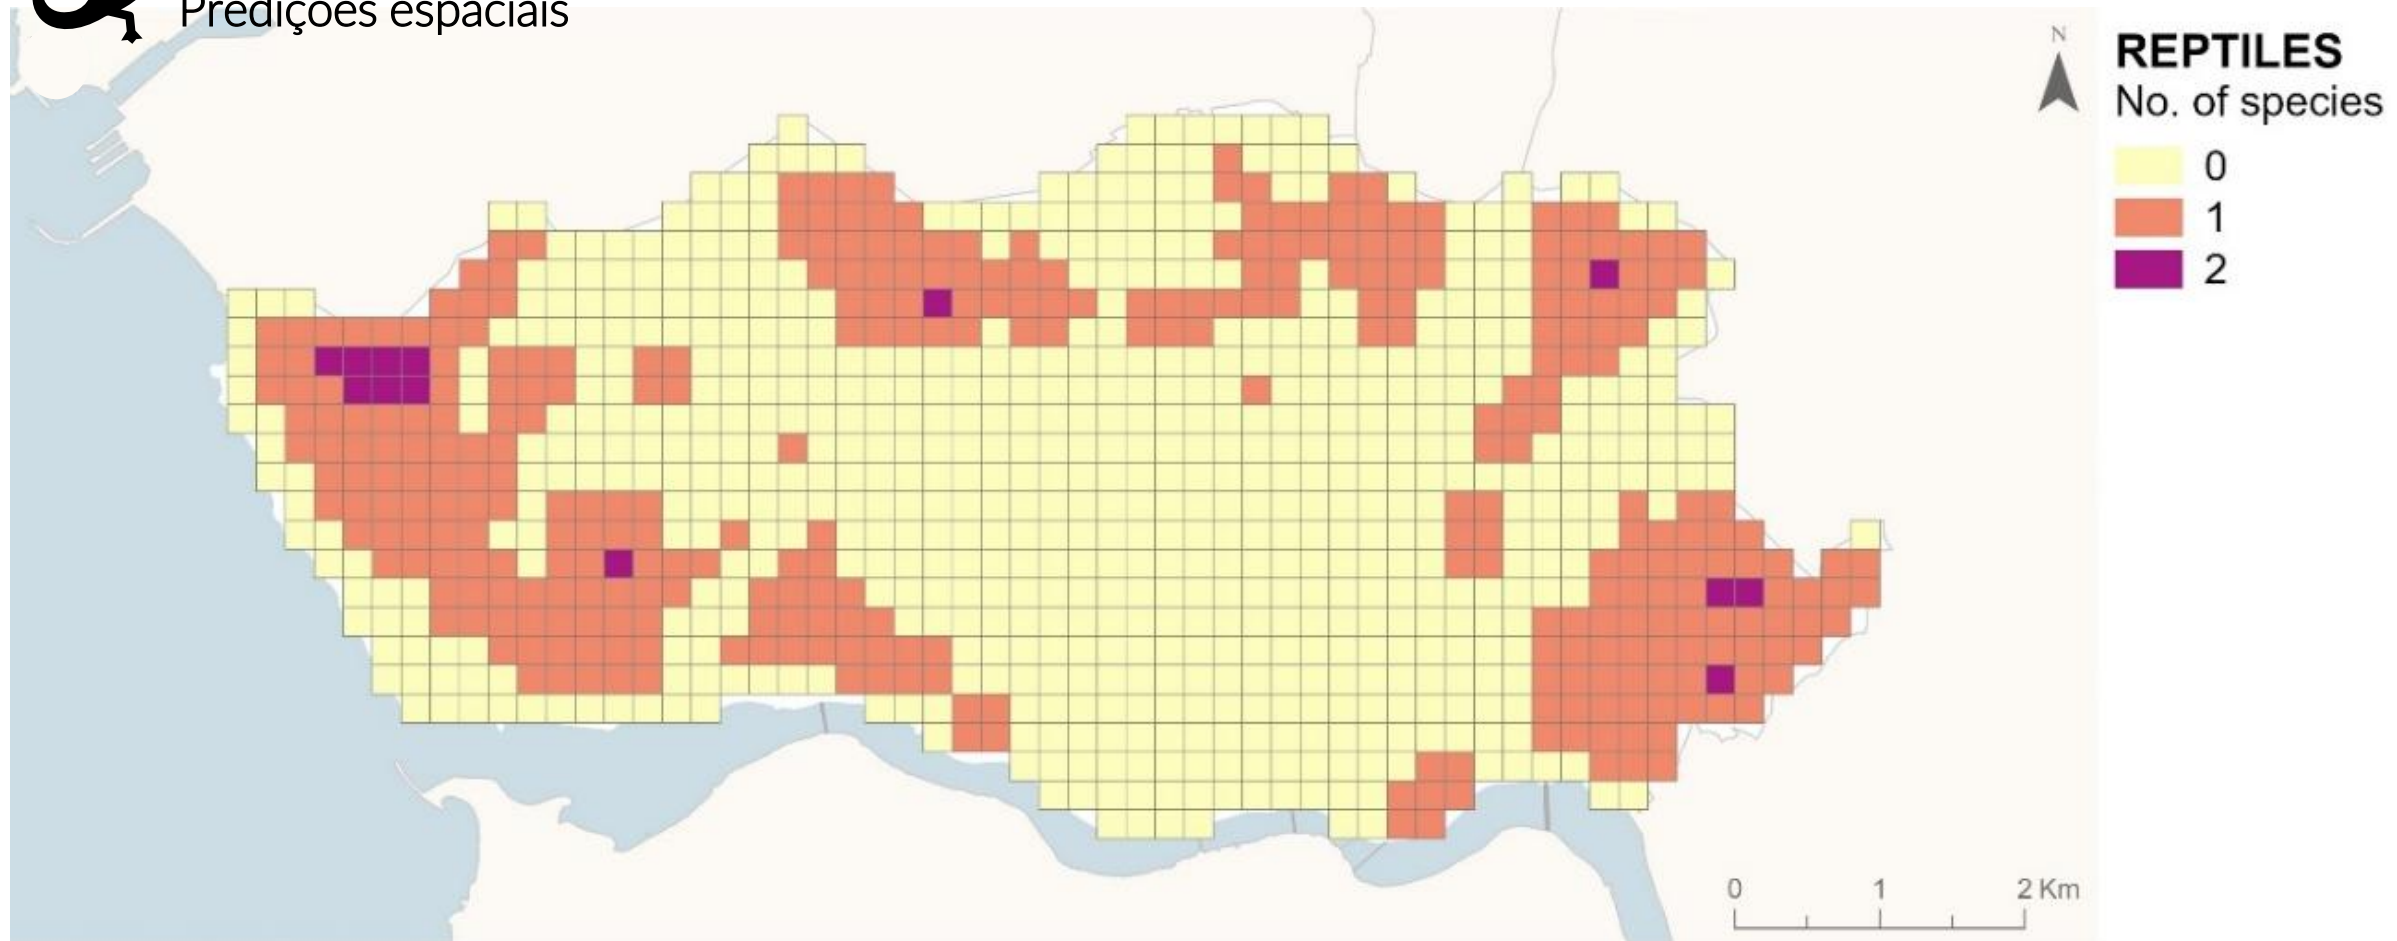 Predições espaciais
N
REPTILES
No. of species
0
1
2
0 1 2 Km